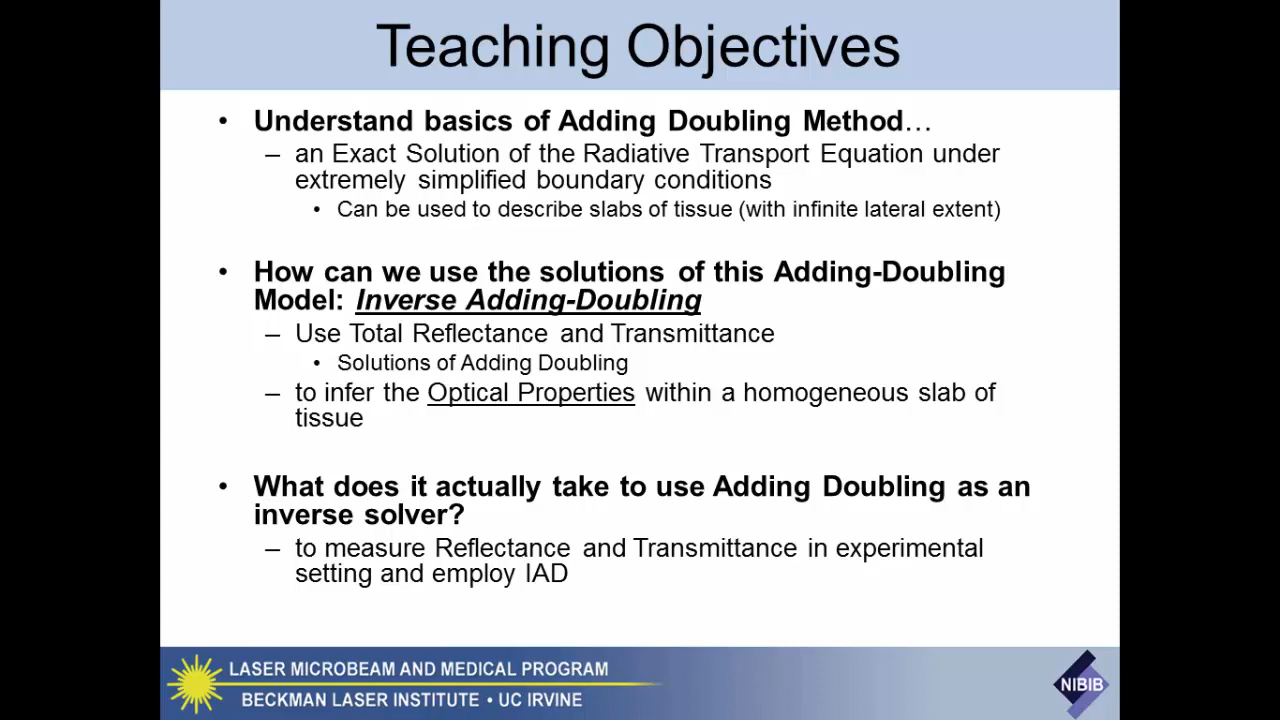 Teaching Objectives
• Understand basics of Adding Doubling Method…
– an Exact Solution of the Radiative Transport Equation under
extremely simplified boundary conditions
• Can be used to describe slabs of tissue (with infinite lateral extent)
• How can we use the solutions of this Adding-Doubling
Model: Inverse Adding-Doubling
– Use Total Reflectance and Transmittance
• Solutions of Adding Doubling
– to infer the Optical Properties within a homogeneous slab of
tissue
• What does it actually take to use Adding Doubling as an
inverse solver?
– to measure Reflectance and Transmittance in experimental
setting and employ IAD
LASER MICROBEAM AND MEDICAL PROGRAM
BECKMAN LASER INSTITUTE • UC IRVINE
NIBIB